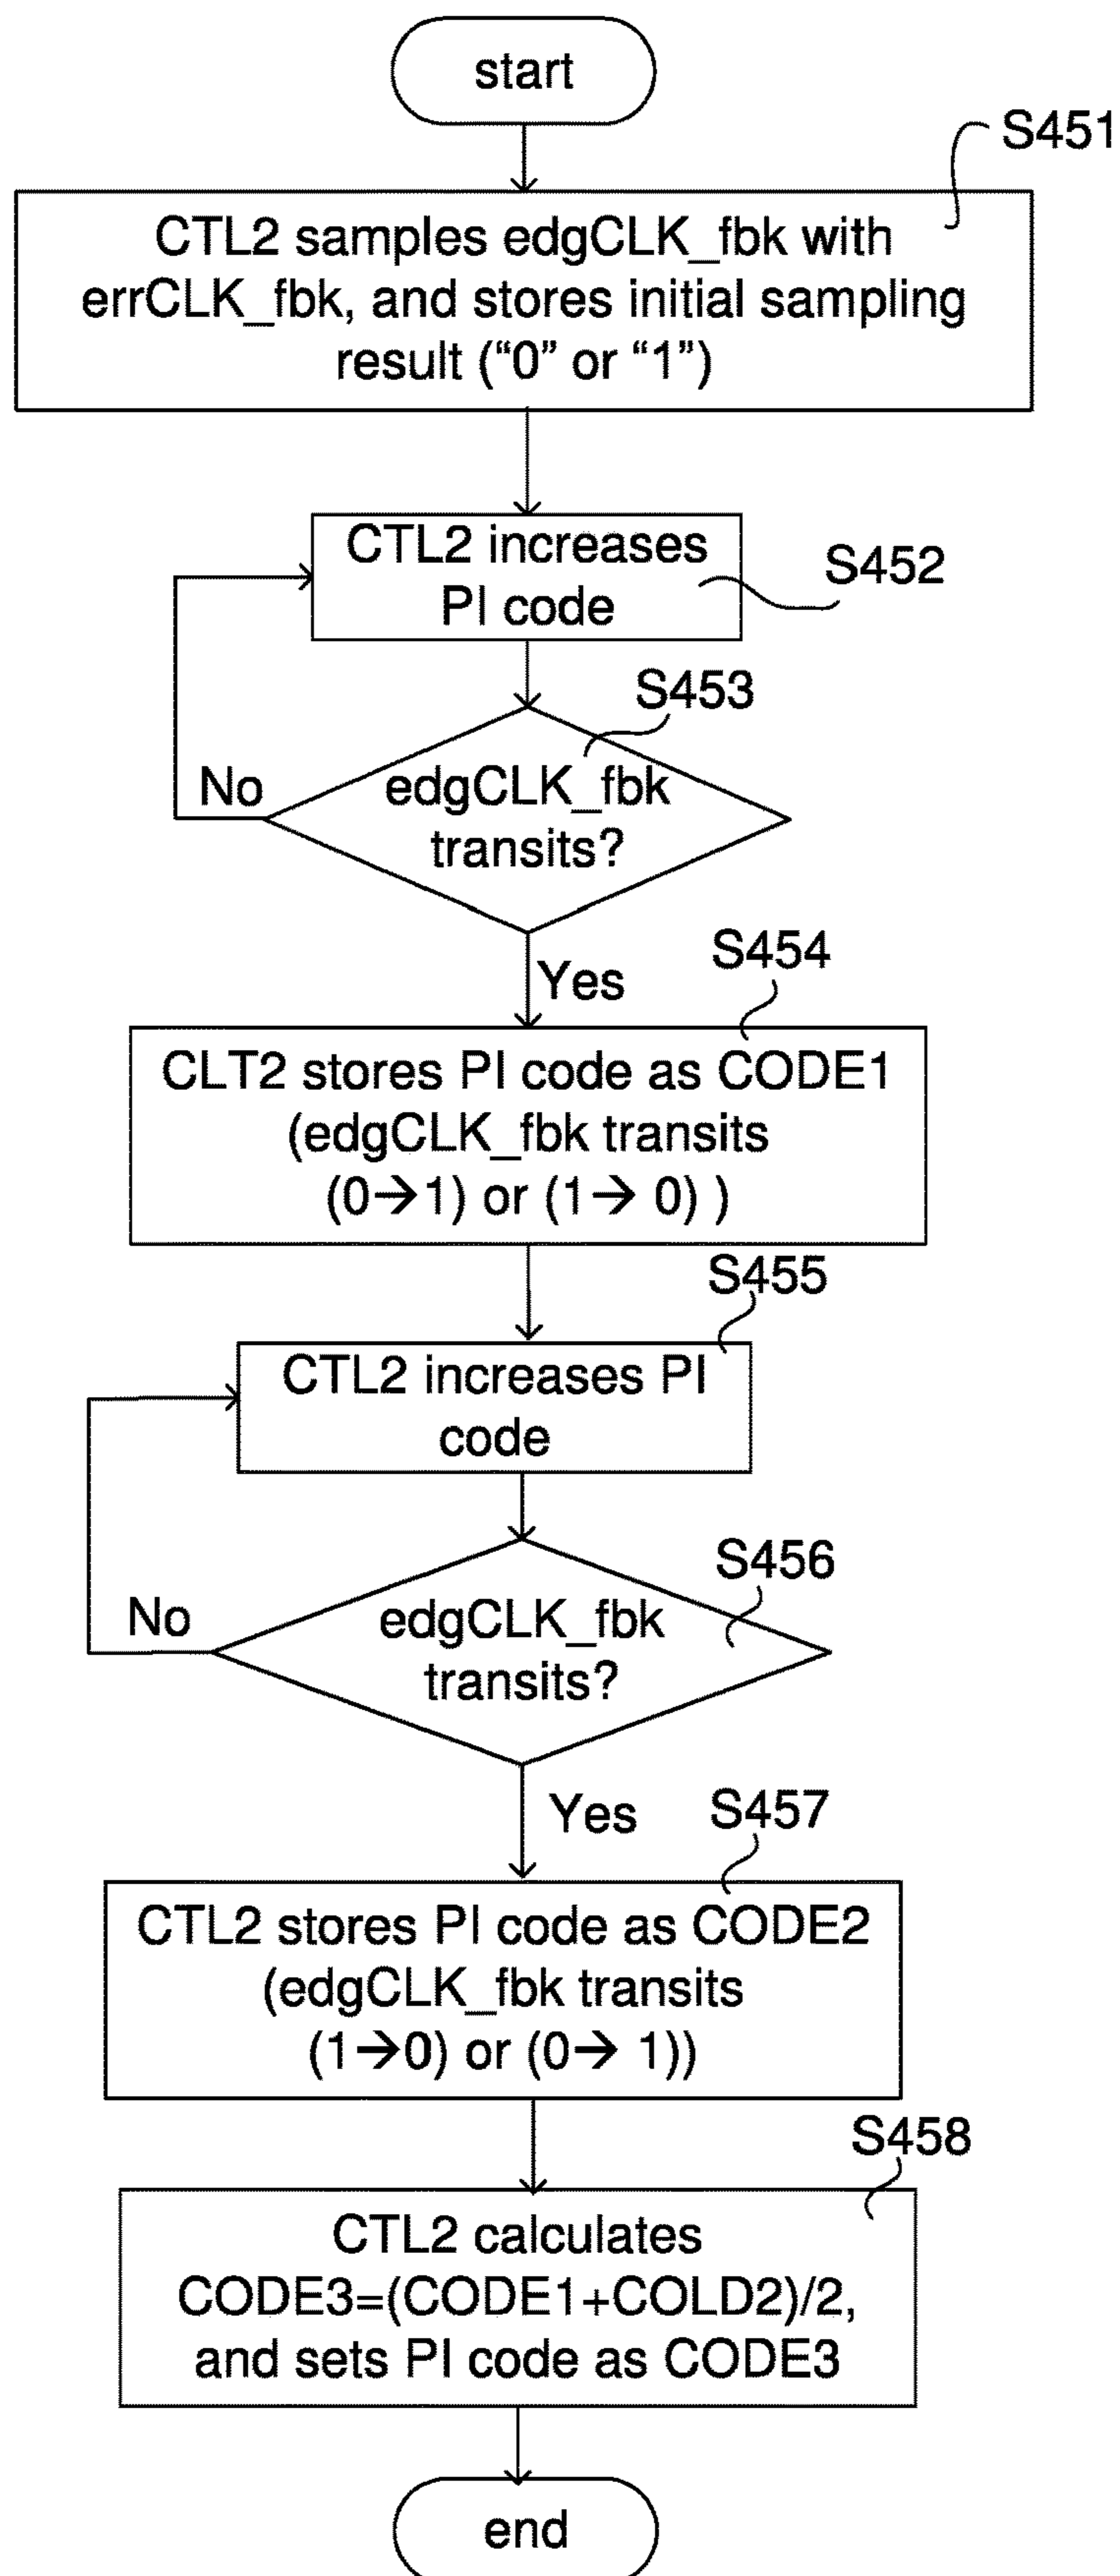 start
S451
CTL2 samples edgCLK_fbk with
errCLK_fbk, and stores initial sampling
result (“0” or “1”)
CTL2 increases
PI code
S452
S453
edgCLK_fbk
transits?
No
Yes
S454
CLT2 stores PI code as CODE1
(edgCLK_fbk transits
(0→1) or (1→ 0) )
S455
CTL2 increases PI
code
S456
edgCLK_fbk
transits?
No
Yes
S457
CTL2 stores PI code as CODE2
(edgCLK_fbk transits
(1→0) or (0→ 1))
S458
CTL2 calculates
CODE3=(CODE1+COLD2)/2,
and sets PI code as CODE3
end